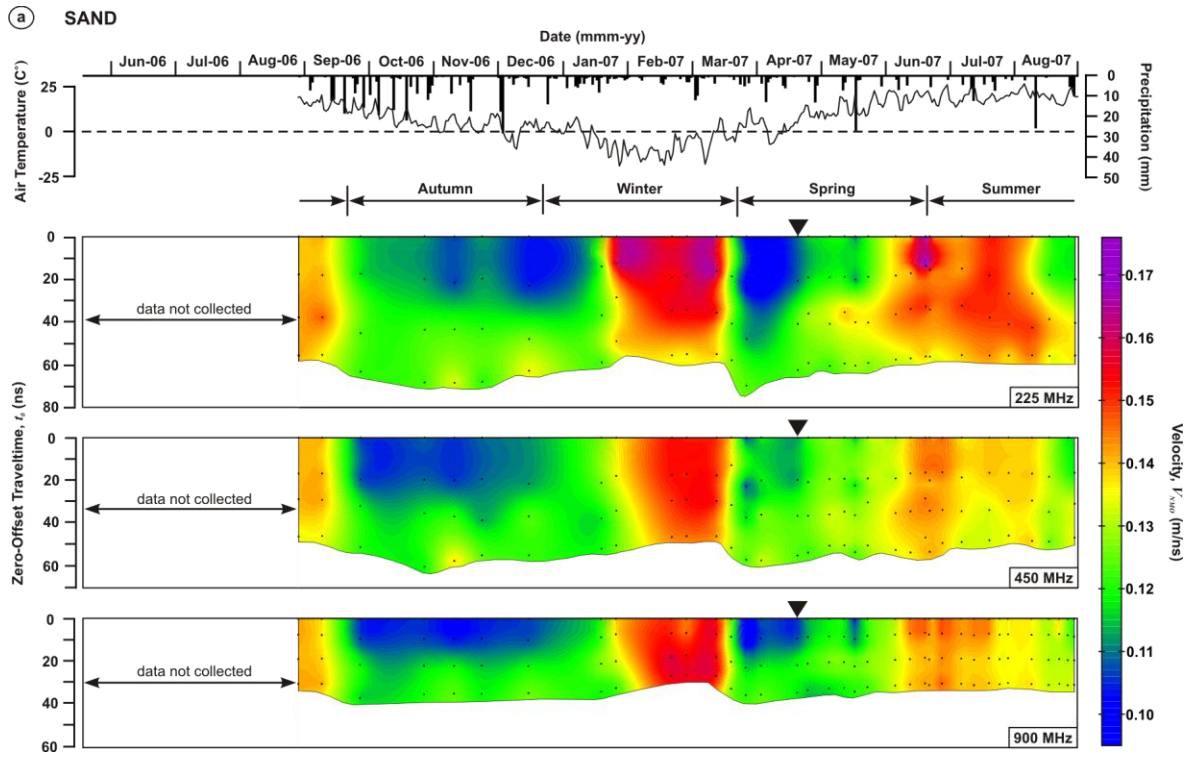 a SAND
Date (mmm-yy)
Jun-06 Jul-06 Aug-06 Sep-06 Oct-06 Nov-06 Dec-06 Jan-07 Feb-07 Mar-07 Apr-07 May-07 Jun-07 Jul-07 Aug-07
Air Temperature (C°)
25
0
-25
Precipitation (mm)
0
10
20
30
40
50
Autumn Winter Spring Summer
Zero-Offset Traveltime, tₒ (ns)
0
20
40
60
80
data not collected
225 MHz
0
20
40
60
data not collected
450 MHz
0
20
40
60
data not collected
900 MHz
0.17
0.16
0.15
0.14
0.13
0.12
0.11
0.10
Velocity, V_NMO (m/ns)